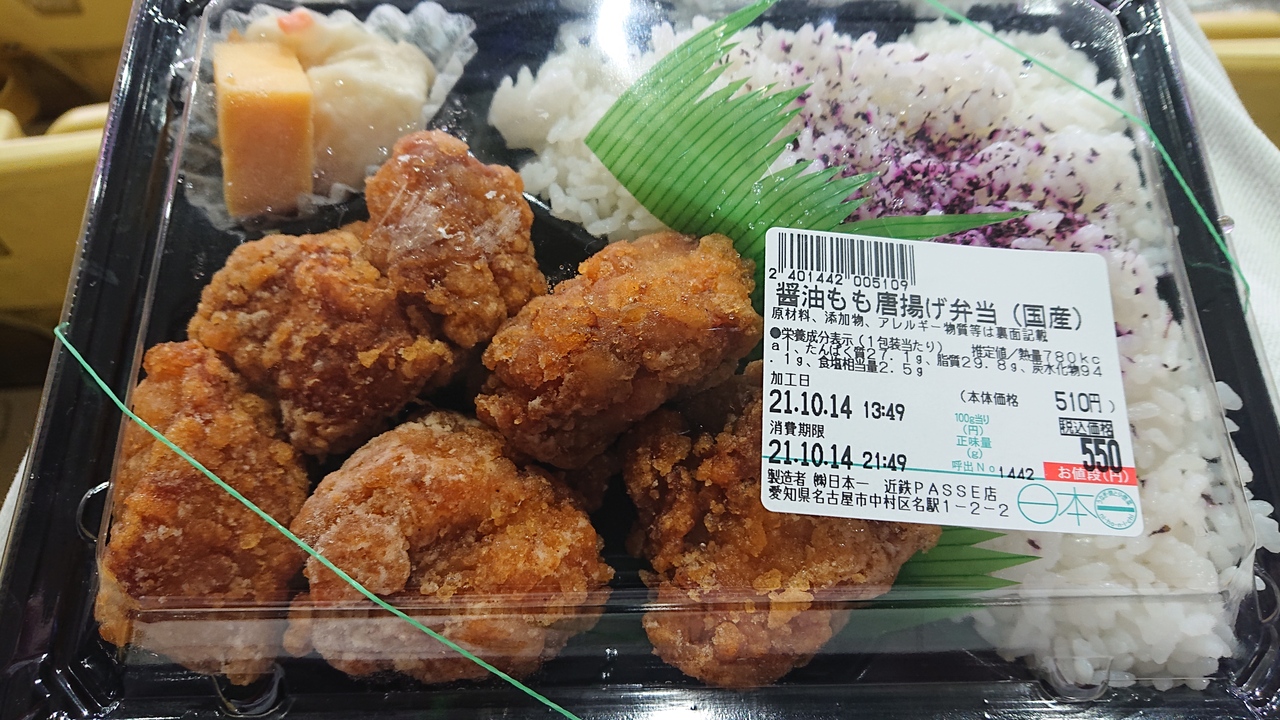 2 401442 005109
醤油もも唐揚げ弁当(国産)
原材料、添加物、アレルギー物質等は裏面記載
●栄養成分表示(1包装当たり) 推定値/熱量780kc
al、たんぱく質27.1g、脂質29.8g、炭水化物94
.1g、食塩相当量2.5g
加工日
21.10.14 13:49
(本体価格 510円)
消費期限
21.10.14 21:49
100g当り
(円)
正味量
(g)
呼出No1442
税込価格
550
お値段(円)
製造者 ㈱日本一 近鉄PASSE店
愛知県名古屋市中村区名駅1-2-2
日本一